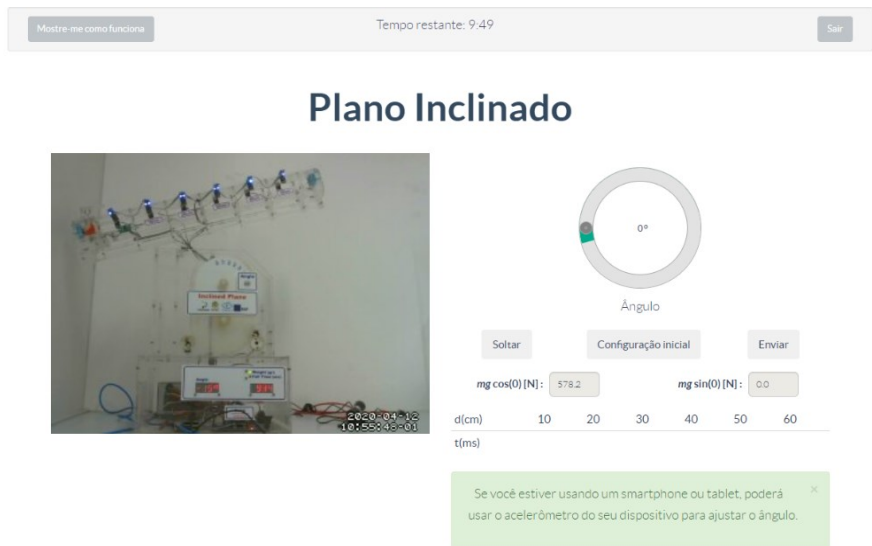 Mostre-me como funciona
Tempo restante: 9:49
Sair
Plano Inclinado
Angle
Inclined Plane
2020-04-12
10:55:43-01
0°
Ângulo
Soltar Configuração inicial Enviar
mg cos(0) [N] : 578.2 mg sin(0) [N] : 0.0
d(cm) 10 20 30 40 50 60
t(ms)
Se você estiver usando um smartphone ou tablet, poderá
usar o acelerômetro do seu dispositivo para ajustar o ângulo.
×